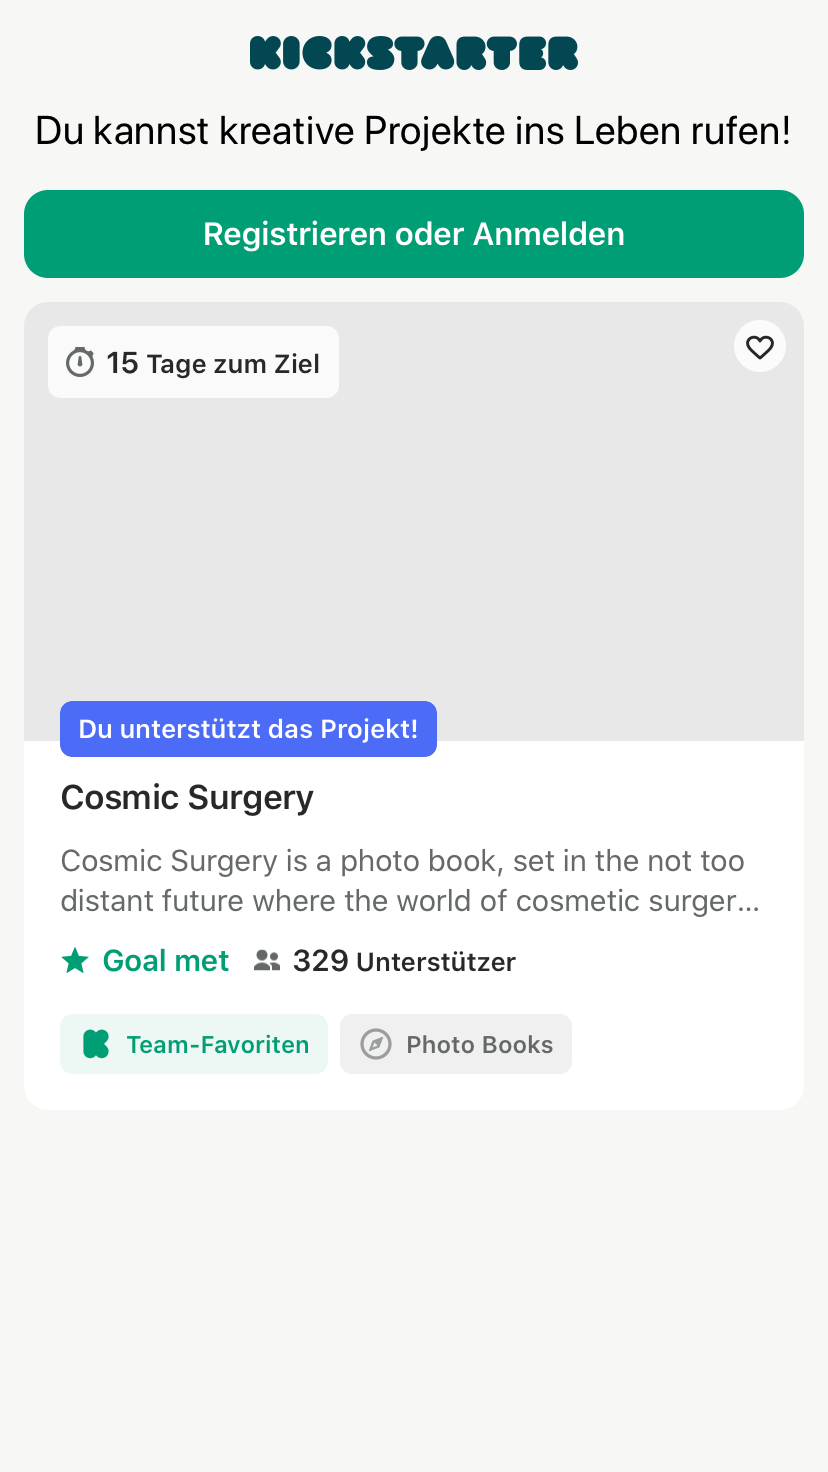 KICKSTARTER
Du kannst kreative Projekte ins Leben rufen!
Registrieren oder Anmelden
15 Tage zum Ziel
Du unterstützt das Projekt!
Cosmic Surgery
Cosmic Surgery is a photo book, set in the not too
distant future where the world of cosmetic surger...
Goal met 329 Unterstützer
Team-Favoriten Photo Books